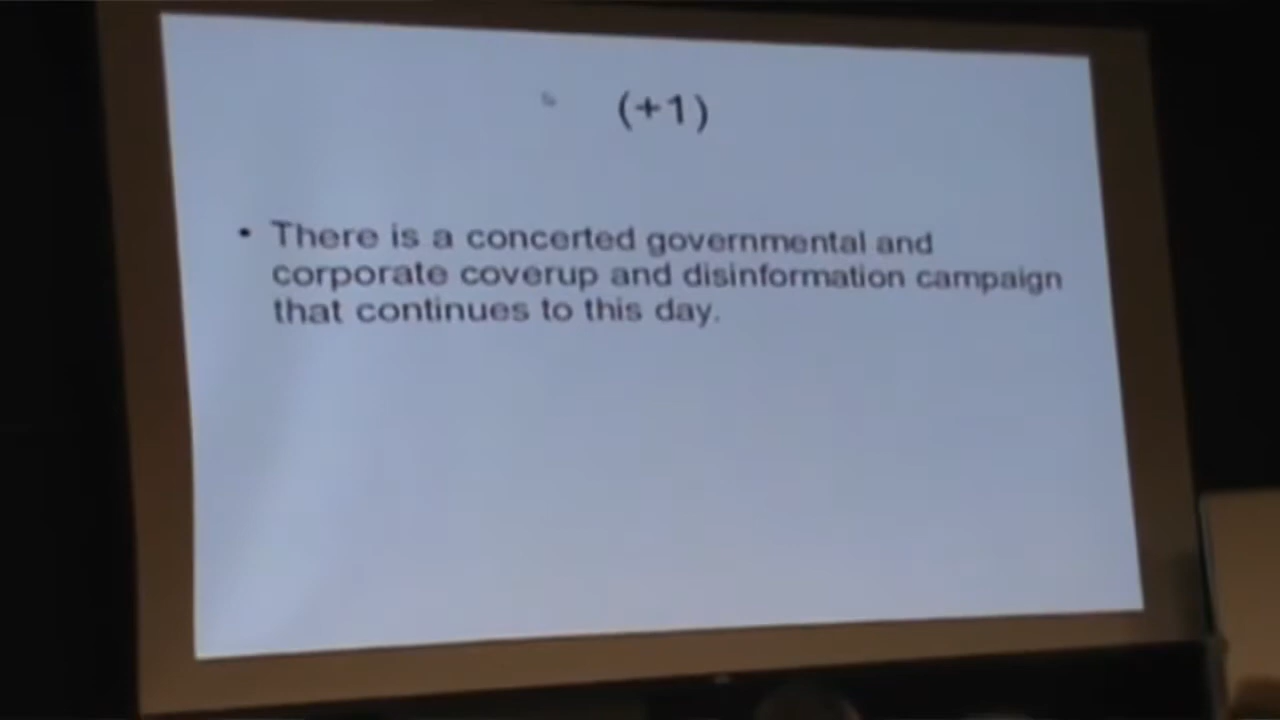 (+1)
• There is a concerted governmental and
corporate coverup and disinformation campaign
that continues to this day.